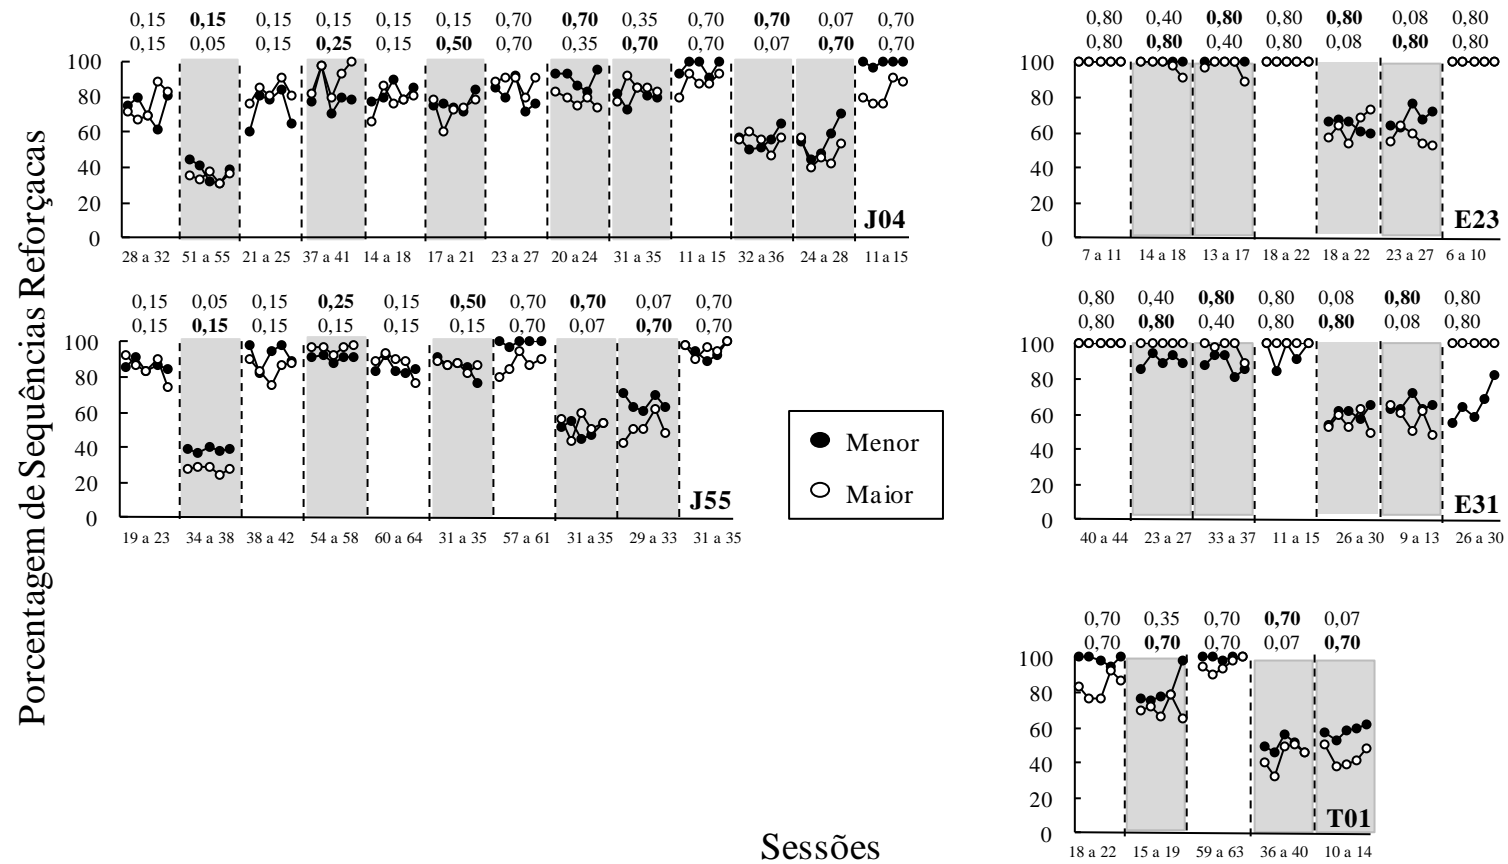 Porcentagem de Sequências Reforçacas
0,15 0,15 0,15 0,15 0,15 0,15 0,70 0,70 0,35 0,70 0,70 0,07 0,70
0,15 0,05 0,15 0,25 0,15 0,50 0,70 0,35 0,70 0,70 0,07 0,70 0,70
100
80
60
40
20
0
J04
28 a 32 51 a 55 21 a 25 37 a 41 14 a 18 17 a 21 23 a 27 20 a 24 31 a 35 11 a 15 32 a 36 24 a 28 11 a 15
0,80 0,40 0,80 0,80 0,80 0,08 0,80
0,80 0,80 0,40 0,80 0,08 0,80 0,80
100
80
60
40
20
0
E23
7 a 11 14 a 18 13 a 17 18 a 22 18 a 22 23 a 27 6 a 10
0,15 0,05 0,15 0,25 0,15 0,50 0,70 0,70 0,07 0,70
0,15 0,15 0,15 0,15 0,15 0,15 0,70 0,07 0,70 0,70
100
80
60
40
20
0
J55
19 a 23 34 a 38 38 a 42 54 a 58 60 a 64 31 a 35 57 a 61 31 a 35 29 a 33 31 a 35
Menor
Maior
0,80 0,40 0,80 0,80 0,08 0,80 0,80
0,80 0,80 0,40 0,80 0,80 0,08 0,80
100
80
60
40
20
0
E31
40 a 44 23 a 27 33 a 37 11 a 15 26 a 30 9 a 13 26 a 30
0,70 0,35 0,70 0,70 0,07
0,70 0,70 0,70 0,07 0,70
100
80
60
40
20
0
T01
18 a 22 15 a 19 59 a 63 36 a 40 10 a 14
Sessões